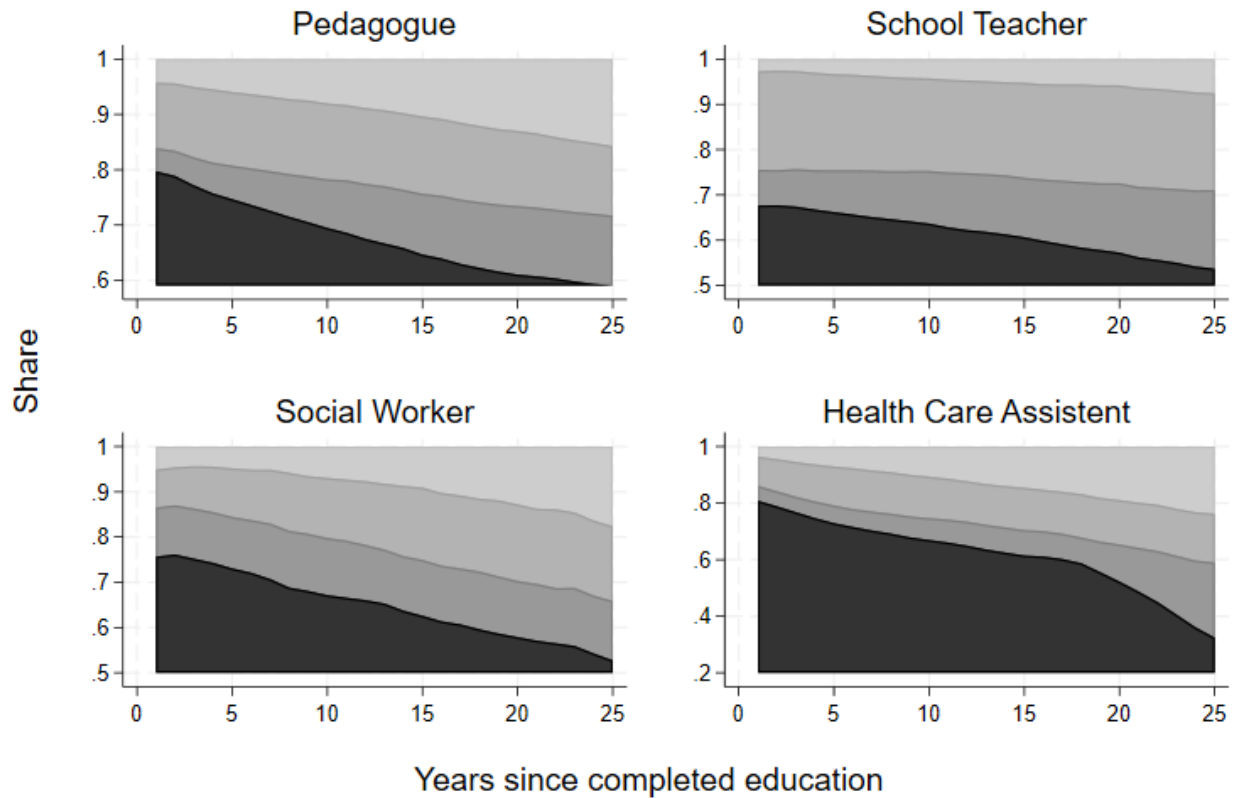 Pedagogue
School Teacher
1
.9
.8
.7
.6
0 5 10 15 20 25
1
.9
.8
.7
.6
.5
0 5 10 15 20 25
Share
Social Worker
Health Care Assistent
1
.9
.8
.7
.6
.5
0 5 10 15 20 25
1
.8
.6
.4
.2
0 5 10 15 20 25
Years since completed education